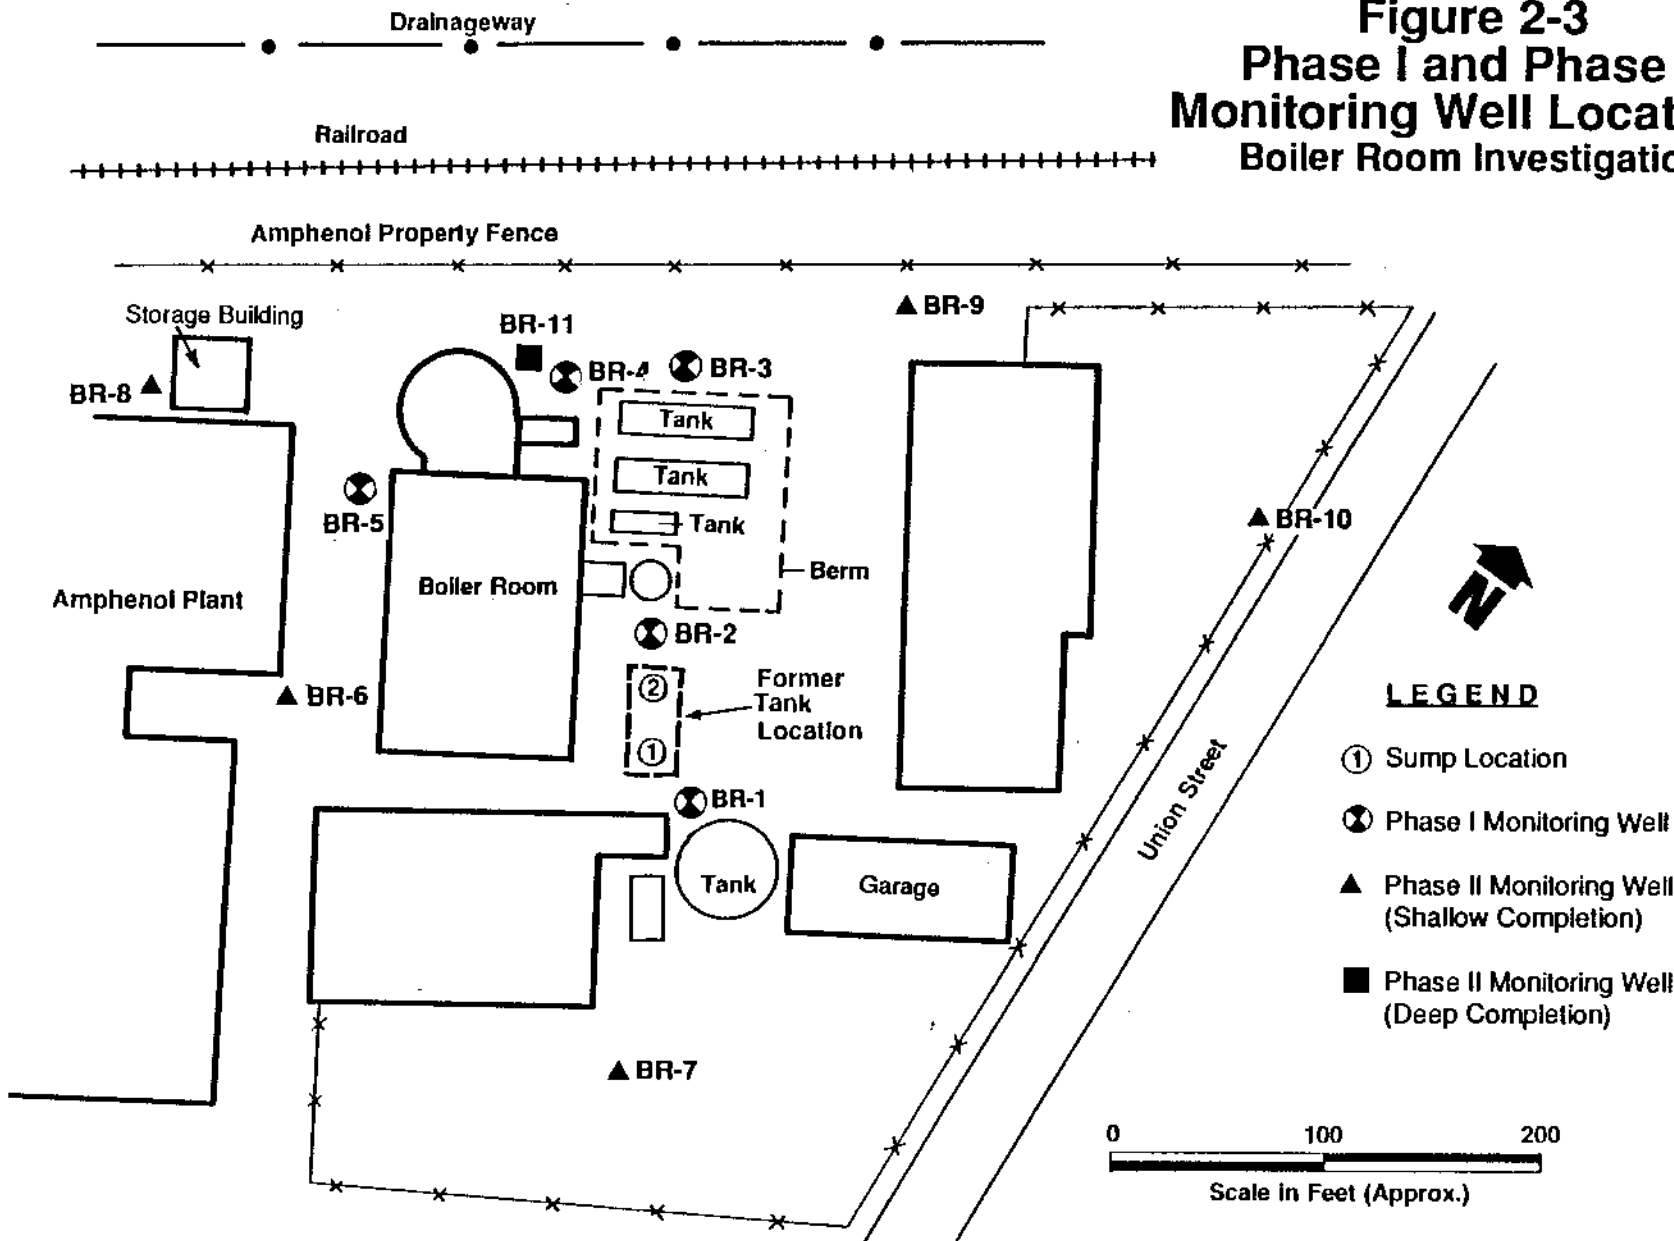 Figure 2-3
Phase I and Phase
Monitoring Well Locat
Boiler Room Investigatio
Drainageway
Railroad
Amphenol Property Fence
Storage Building
BR-11
BR-9
BR-8
BR-4
BR-3
Tank
Tank
Tank
BR-5
BR-10
Berm
Boiler Room
Amphenol Plant
N
BR-2
BR-6
2
1
Former
Tank
Location
BR-1
Tank
Garage
Union Street
BR-7
LEGEND
1 Sump Location
Phase I Monitoring Well
Phase II Monitoring Well
(Shallow Completion)
Phase II Monitoring Well
(Deep Completion)
0 100 200
Scale in Feet (Approx.)